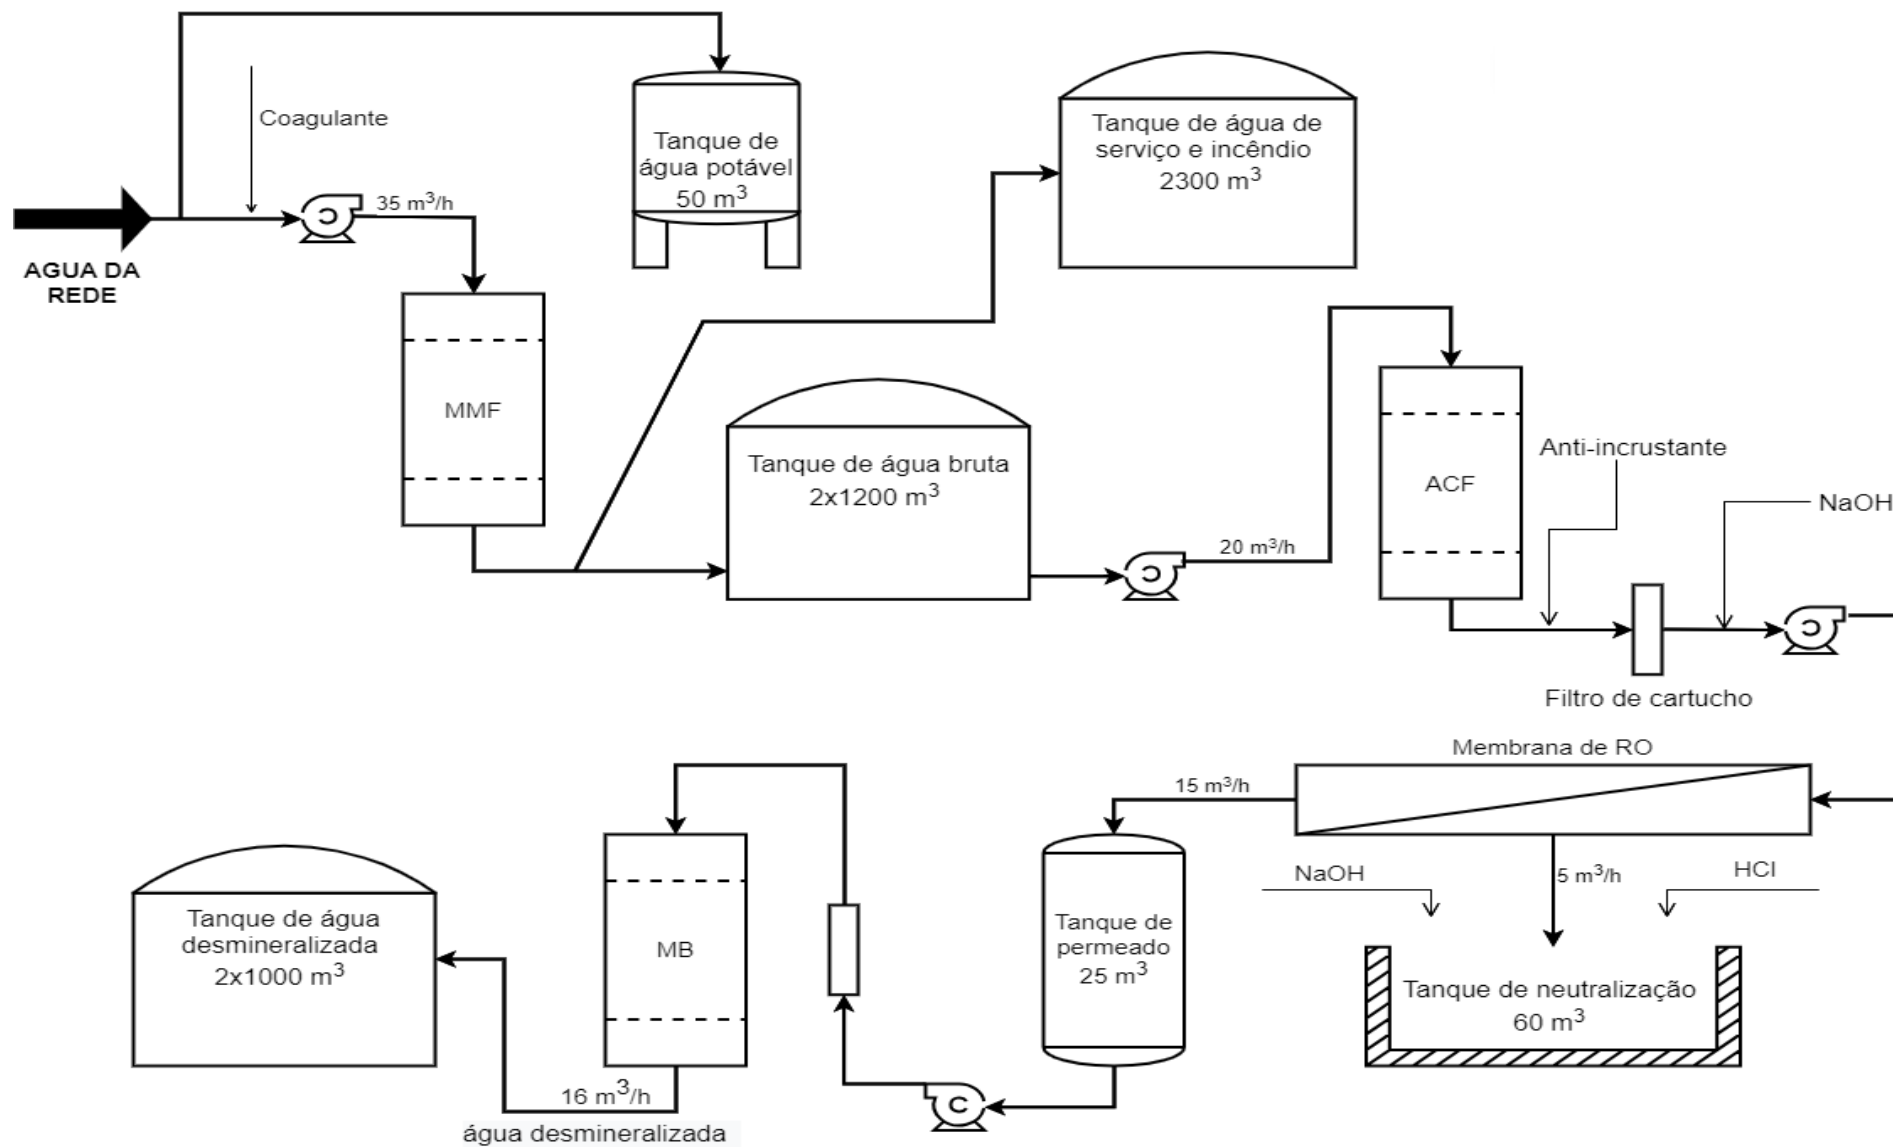 Coagulante
35 m³/h
AGUA DA
REDE
Tanque de
água potável
50 m³
Tanque de água de
serviço e incêndio
2300 m³
MMF
Tanque de água bruta
2x1200 m³
20 m³/h
ACF
Anti-incrustante
NaOH
Filtro de cartucho
Membrana de RO
15 m³/h
5 m³/h
NaOH
HCl
Tanque de neutralização
60 m³
Tanque de
permeado
25 m³
MB
Tanque de água
desmineralizada
2x1000 m³
16 m³/h
água desmineralizada